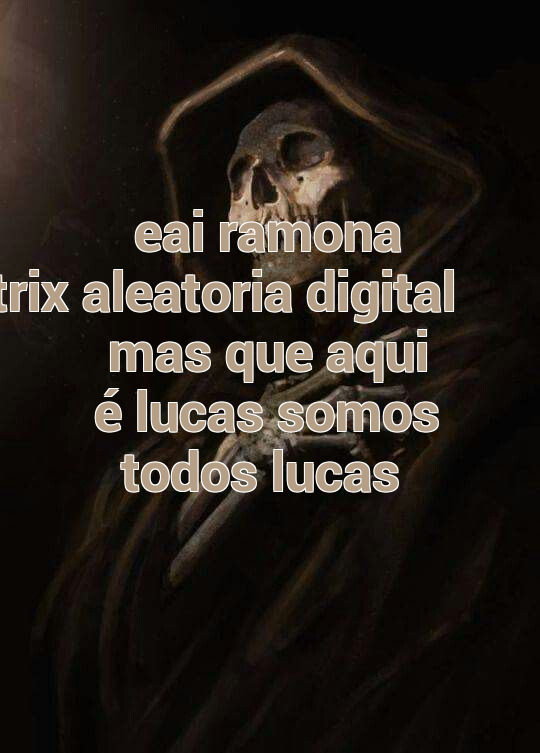 eai ramona
trix aleatoria digital
mas que aqui
é lucas somos
todos lucas